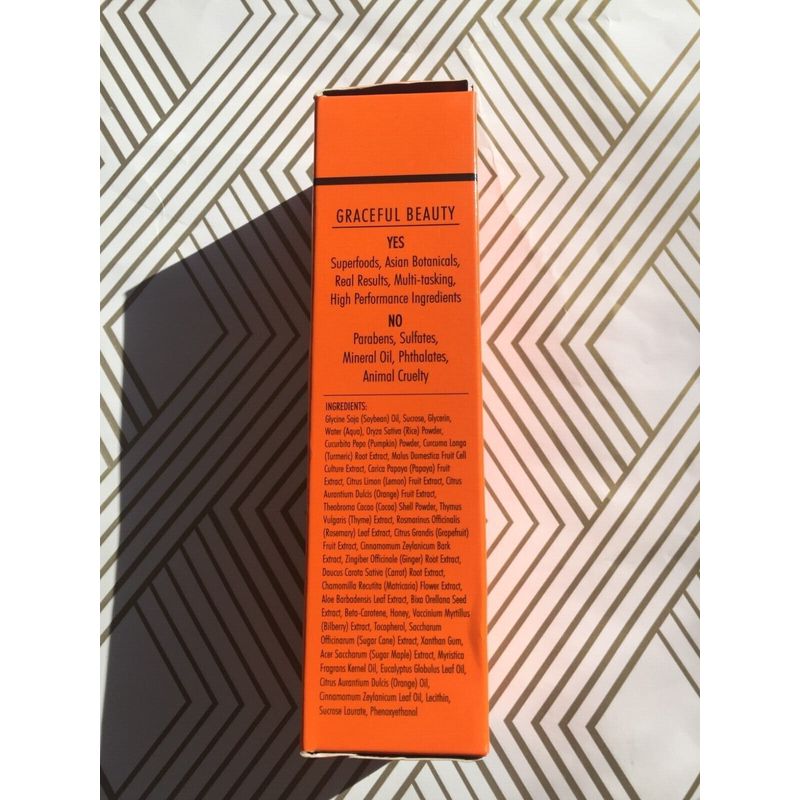 GRACEFUL BEAUTY
YES
Superfoods, Asian Botanicals,
Real Results, Multi-tasking,
High Performance Ingredients
NO
Parabens, Sulfates,
Mineral Oil, Phthalates,
Animal Cruelty
INGREDIENTS:
Glycine Soja (Soybean) Oil, Sucrose, Glycerin,
Water (Aqua), Oryza Sativa (Rice) Powder,
Cucurbita Pepo (Pumpkin) Powder, Curcuma Longa
(Turmeric) Root Extract, Malus Domestica Fruit Cell
Culture Extract, Carica Papaya (Papaya) Fruit
Extract, Citrus Limon (Lemon) Fruit Extract, Citrus
Aurantium Dulcis (Orange) Fruit Extract,
Theobroma Cacao (Cocoa) Shell Powder, Thymus
Vulgaris (Thyme) Extract, Rosmarinus Officinalis
(Rosemary) Leaf Extract, Citrus Grandis (Grapefruit)
Fruit Extract, Cinnamomum Zeylanicum Bark
Extract, Zingiber Officinale (Ginger) Root Extract,
Daucus Carota Sativa (Carrot) Root Extract,
Chamomilla Recutita (Matricaria) Flower Extract,
Aloe Barbadensis Leaf Extract, Bixa Orellana Seed
Extract, Beta-Carotene, Honey, Vaccinium Myrtillus
(Bilberry) Extract, Tocopherol, Saccharum
Officinarum (Sugar Cane) Extract, Xanthan Gum,
Acer Saccharum (Sugar Maple) Extract, Myristica
Fragrans Kernel Oil, Eucalyptus Globulus Leaf Oil,
Citrus Aurantium Dulcis (Orange) Oil,
Cinnamomum Zeylanicum Leaf Oil, Lecithin,
Sucrose Laurate, Phenoxyethanol